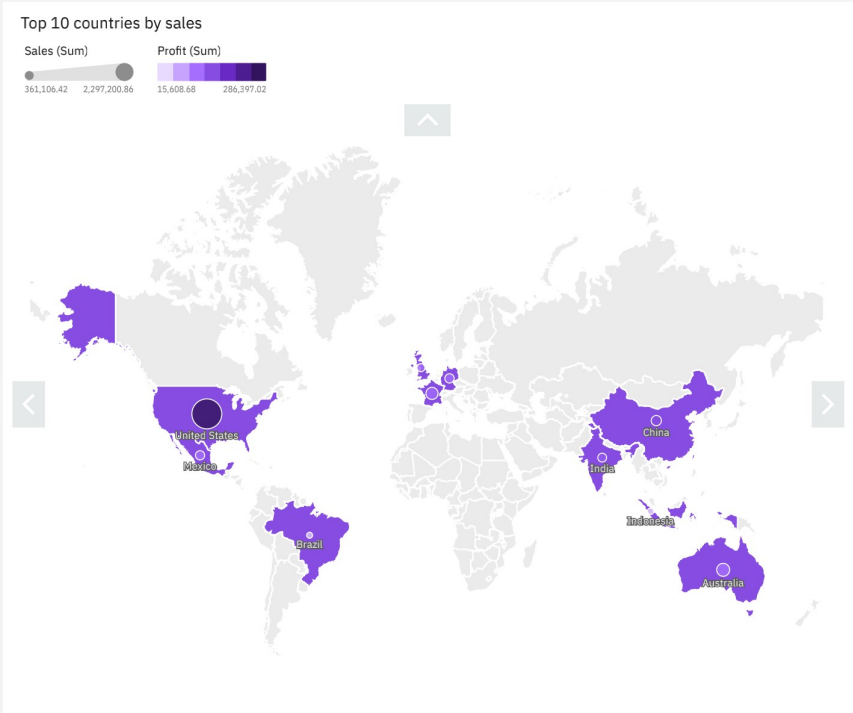 Top 10 countries by sales
Sales (Sum) Profit (Sum)
361,106.42 2,297,200.86 15,608.68 286,397.02
United States
China
Mexico
India
Indonesia
Brazil
Australia